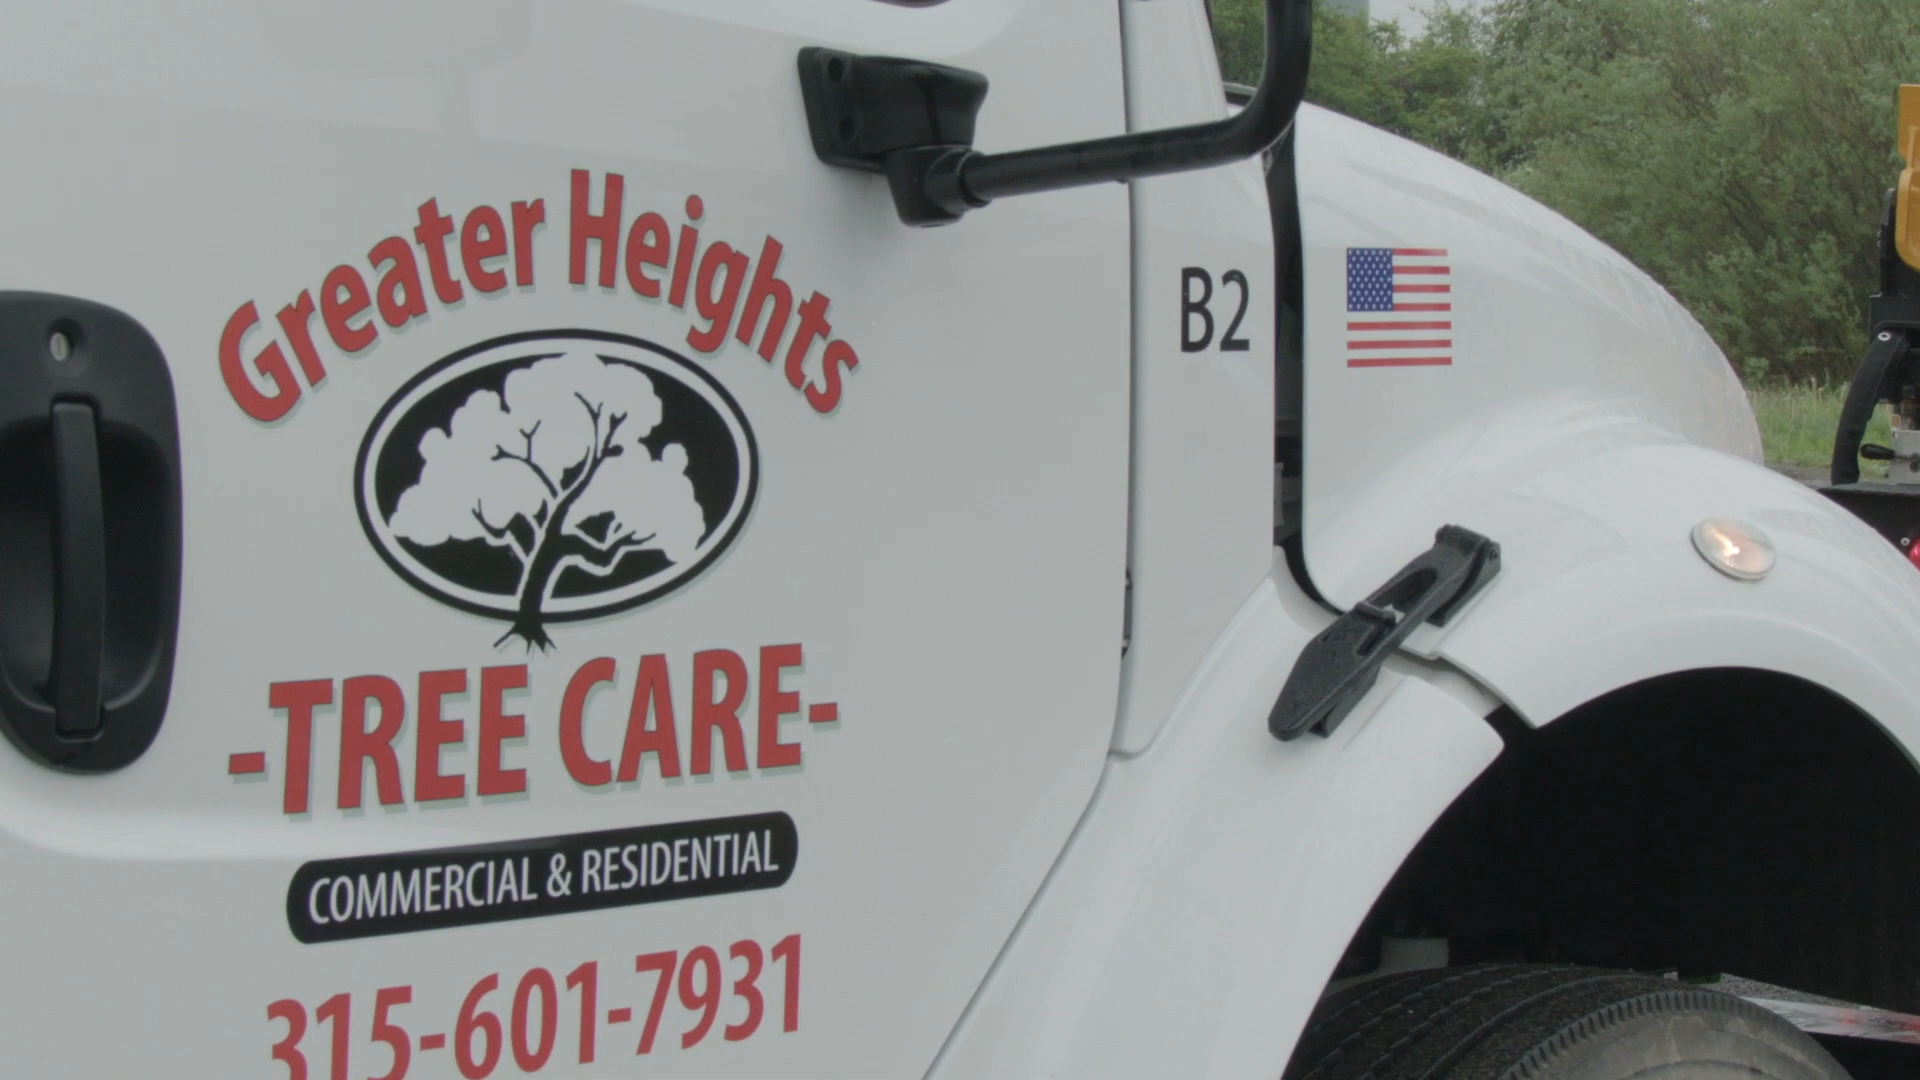 Greater Heights
-TREE CARE-
COMMERCIAL & RESIDENTIAL
315-601-7931
B2